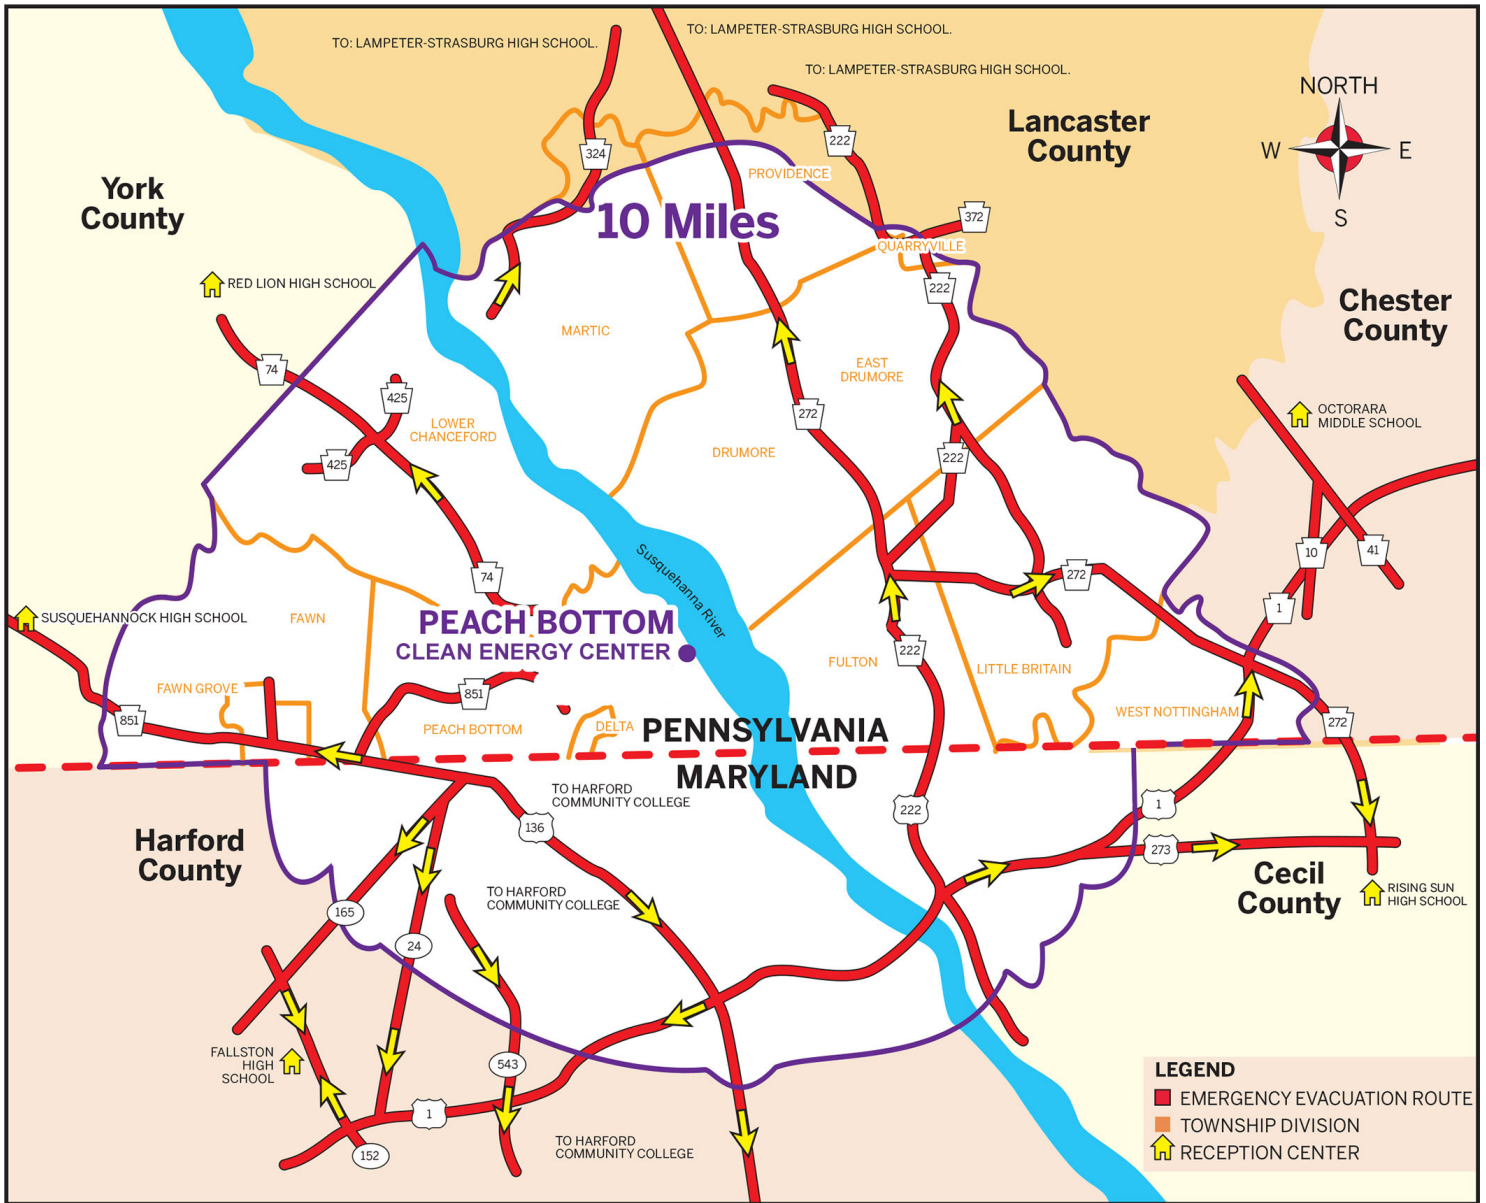 TO: LAMPETER-STRASBURG HIGH SCHOOL.
TO: LAMPETER-STRASBURG HIGH SCHOOL.
TO: LAMPETER-STRASBURG HIGH SCHOOL.
NORTH
W
E
S
Lancaster
County
York
County
Chester
County
324
222
PROVIDENCE
10 Miles
372
QUARRYVILLE
RED LION HIGH SCHOOL
222
MARTIC
74
EAST
DRUMORE
425
272
OCTORARA
MIDDLE SCHOOL
LOWER
CHANCEFORD
425
DRUMORE
222
10
41
74
272
Susquehanna River
1
SUSQUEHANNOCK HIGH SCHOOL
FAWN
PEACH BOTTOM
CLEAN ENERGY CENTER
222
FULTON
LITTLE BRITAIN
FAWN GROVE
851
851
WEST NOTTINGHAM
272
PEACH BOTTOM
DELTA
PENNSYLVANIA
MARYLAND
TO HARFORD
COMMUNITY COLLEGE
136
222
1
273
Harford
County
Cecil
County
TO HARFORD
COMMUNITY COLLEGE
RISING SUN
HIGH SCHOOL
165
24
FALLSTON
HIGH
SCHOOL
543
1
152
TO HARFORD
COMMUNITY COLLEGE
LEGEND
EMERGENCY EVACUATION ROUTE
TOWNSHIP DIVISION
RECEPTION CENTER